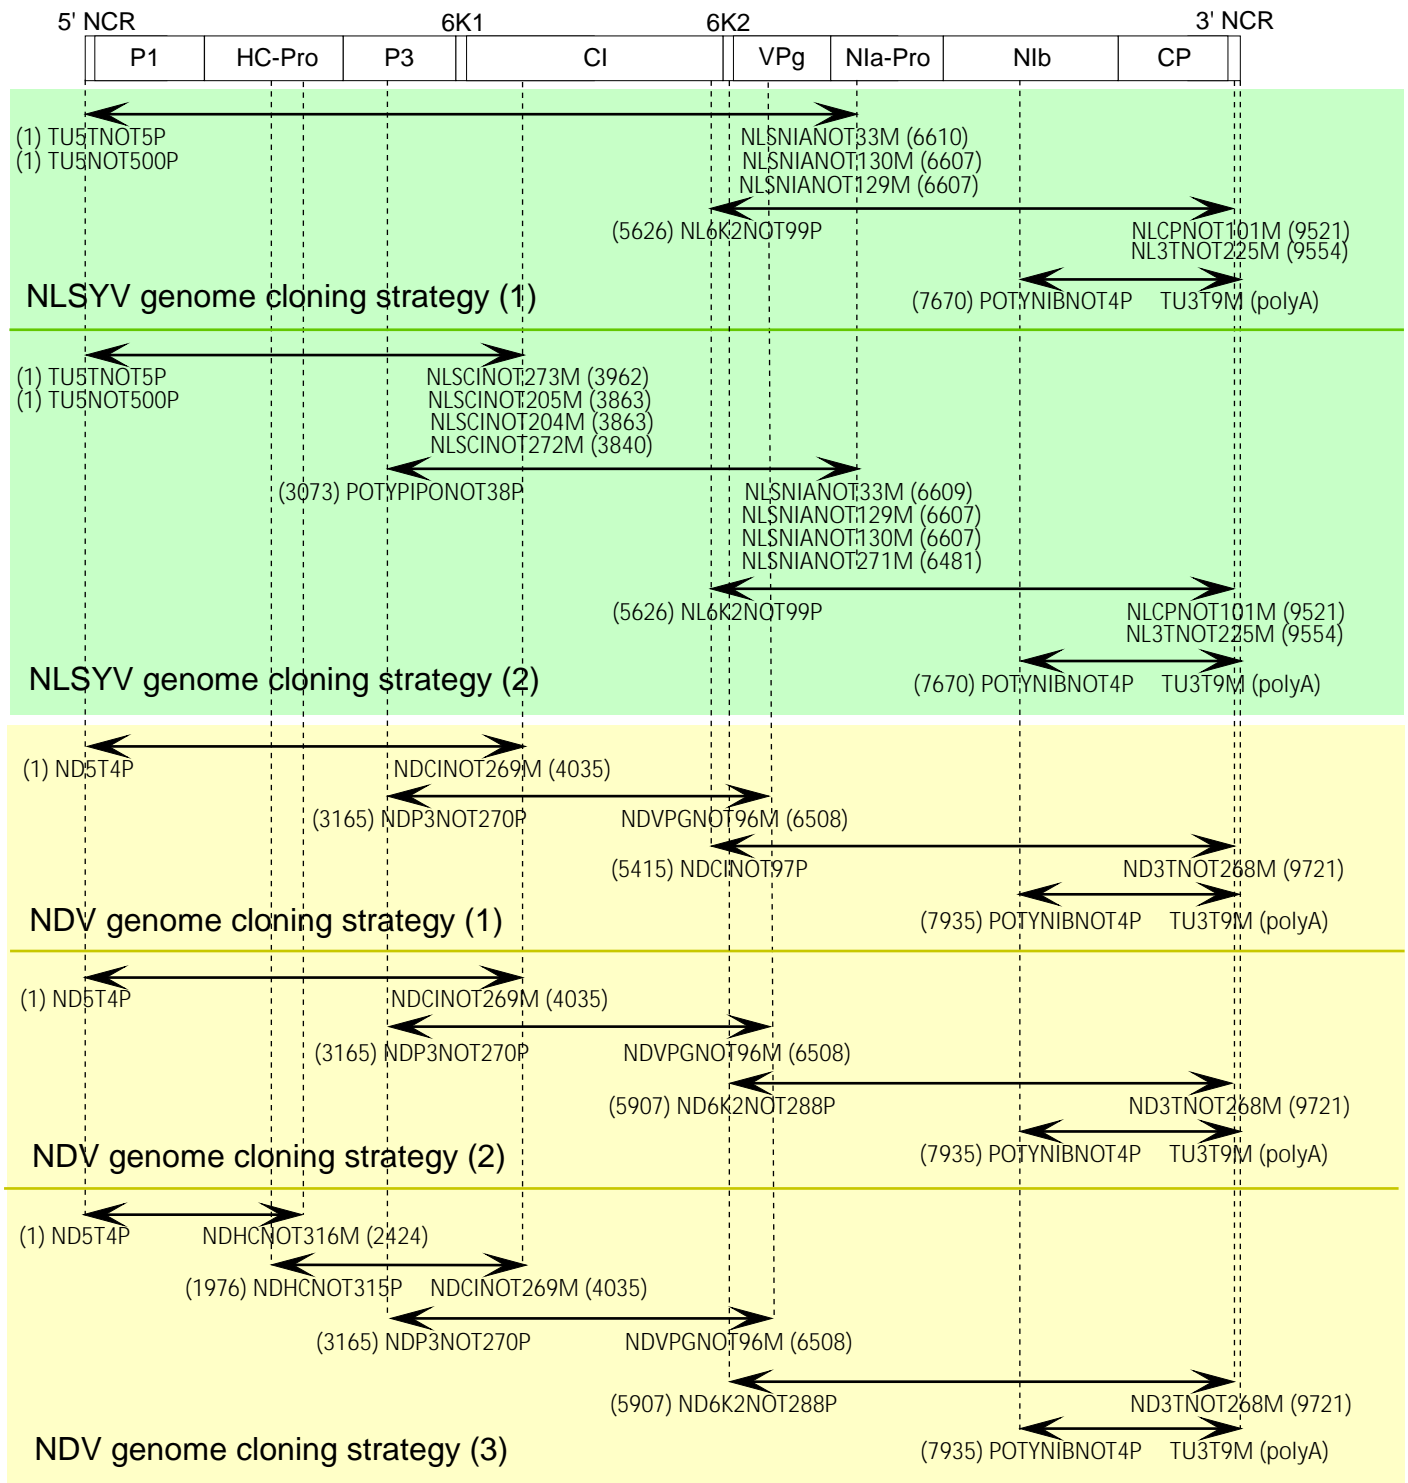 5' NCR 6K1 6K2 3' NCR
P1 HC-Pro P3 CI VPg NIa-Pro NIb CP
(1) TU5TNOT5P NLSNIANOT33M (6610)
(1) TU5NOT500P NLSNIANOT130M (6607)
NLSNIANOT129M (6607)
(5626) NL6K2NOT99P NLCPNOT101M (9521)
NL3TNOT225M (9554)
(7670) POTYNIBNOT4P TU3T9M (polyA)
NLSYV genome cloning strategy (1)
(1) TU5TNOT5P NLSCINOT273M (3962)
(1) TU5NOT500P NLSCINOT205M (3863)
NLSCINOT204M (3863)
NLSCINOT272M (3840)
(3073) POTYPIPONOT38P NLSNIANOT33M (6609)
NLSNIANOT129M (6607)
NLSNIANOT130M (6607)
NLSNIANOT271M (6481)
(5626) NL6K2NOT99P NLCPNOT101M (9521)
NL3TNOT225M (9554)
NLSYV genome cloning strategy (2)
(7670) POTYNIBNOT4P TU3T9M (polyA)
(1) ND5T4P NDCINOT269M (4035)
(3165) NDP3NOT270P NDVPGNOT96M (6508)
(5415) NDCINOT97P ND3TNOT268M (9721)
NDV genome cloning strategy (1)
(7935) POTYNIBNOT4P TU3T9M (polyA)
(1) ND5T4P NDCINOT269M (4035)
(3165) NDP3NOT270P NDVPGNOT96M (6508)
(5907) ND6K2NOT288P ND3TNOT268M (9721)
NDV genome cloning strategy (2)
(7935) POTYNIBNOT4P TU3T9M (polyA)
(1) ND5T4P NDHCNOT316M (2424)
(1976) NDHCNOT315P NDCINOT269M (4035)
(3165) NDP3NOT270P NDVPGNOT96M (6508)
(5907) ND6K2NOT288P ND3TNOT268M (9721)
NDV genome cloning strategy (3)
(7935) POTYNIBNOT4P TU3T9M (polyA)